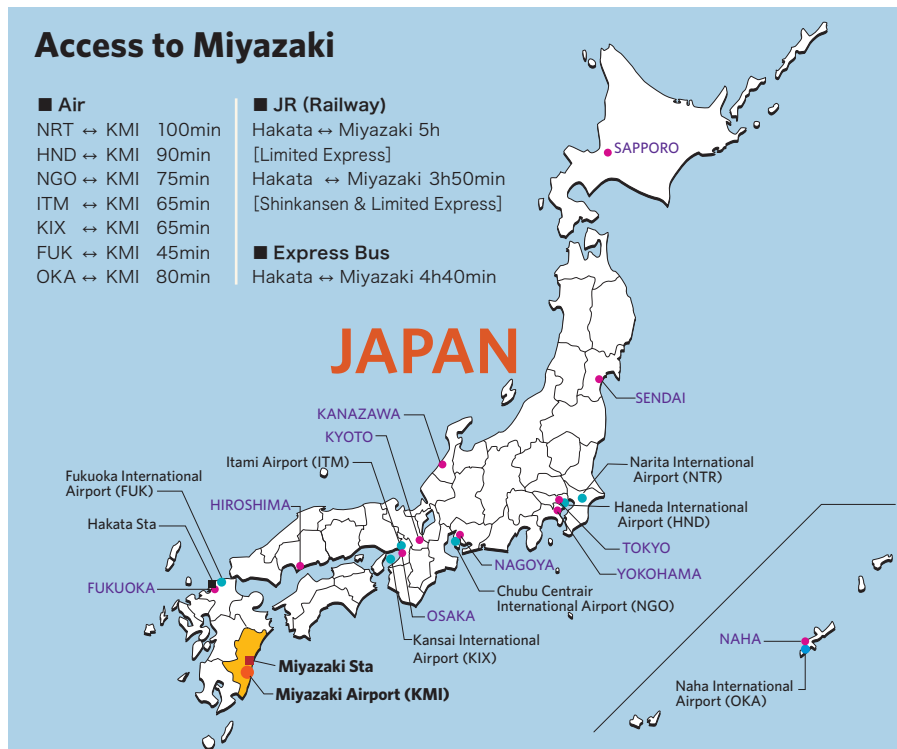 Access to Miyazaki
■ Air
NRT ↔ KMI 100min
HND ↔ KMI 90min
NGO ↔ KMI 75min
ITM ↔ KMI 65min
KIX ↔ KMI 65min
FUK ↔ KMI 45min
OKA ↔ KMI 80min
■ JR (Railway)
Hakata ↔ Miyazaki 5h
[Limited Express]
Hakata ↔ Miyazaki 3h50min
[Shinkansen & Limited Express]
■ Express Bus
Hakata ↔ Miyazaki 4h40min
JAPAN
SAPPORO
SENDAI
KANAZAWA
KYOTO
Itami Airport (ITM)
Fukuoka International
Airport (FUK)
HIROSHIMA
Hakata Sta
FUKUOKA
Narita International
Airport (NTR)
Haneda International
Airport (HND)
TOKYO
YOKOHAMA
NAGOYA
Chubu Centrair
International Airport (NGO)
OSAKA
Kansai International
Airport (KIX)
Miyazaki Sta
Miyazaki Airport (KMI)
NAHA
Naha International
Airport (OKA)